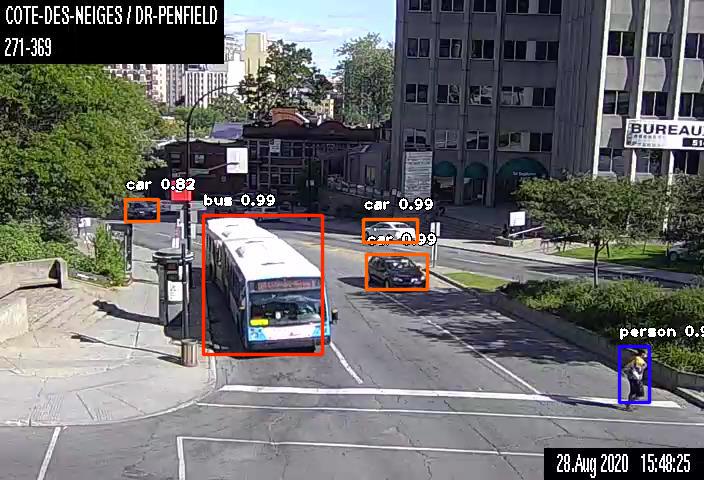 COTE-DES-NEIGES / DR-PENFIELD
271-369
car 0.82
bus 0.99
car 0.99
car 0.99
BUREAU
51
person 0.9
28.Aug 2020 15:48:25